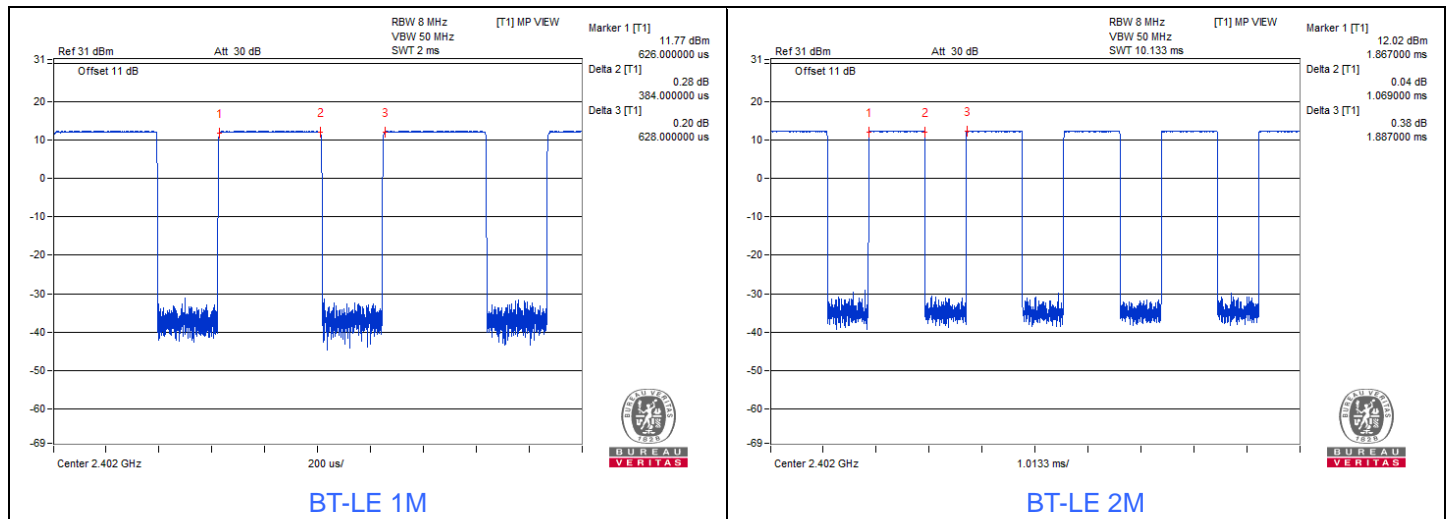 RBW 8 MHz [T1] MP VIEW
VBW 50 MHz
Ref 31 dBm Att 30 dB SWT 2 ms
Marker 1 [T1]
11.77 dBm
626.000000 us
Delta 2 [T1]
0.28 dB
384.000000 us
Delta 3 [T1]
0.20 dB
628.000000 us
31
Offset 11 dB
20
1 2 3
10
0
-10
-20
-30
-40
-50
-60
-69
Center 2.402 GHz 200 us/
BUREAU VERITAS
1828
BUREAU
VERITAS
BT-LE 1M
RBW 8 MHz [T1] MP VIEW
VBW 50 MHz
Ref 31 dBm Att 30 dB SWT 10.133 ms
Marker 1 [T1]
12.02 dBm
1.867000 ms
Delta 2 [T1]
0.04 dB
1.069000 ms
Delta 3 [T1]
0.38 dB
1.887000 ms
31
Offset 11 dB
20
1 2 3
10
0
-10
-20
-30
-40
-50
-60
-69
Center 2.402 GHz 1.0133 ms/
BUREAU VERITAS
1828
BUREAU
VERITAS
BT-LE 2M